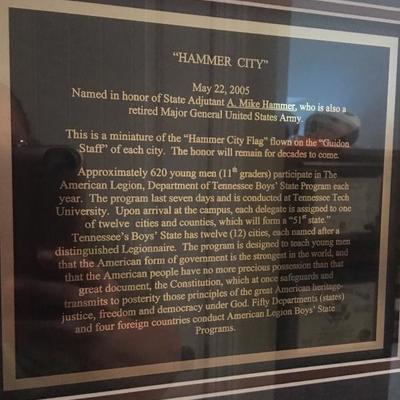 "HAMMER CITY"
May 22, 2005
Named in honor of State Adjutant A. Mike Hammer, who is also a
retired Major General United States Army.
This is a miniature of the "Hammer City Flag" flown on the "Guidon
Staff" of each city. The honor will remain for decades to come.
Approximately 620 young men (11th graders) participate in The
American Legion, Department of Tennessee Boys' State Program each
year. The program last seven days and is conducted at Tennessee Tech
University. Upon arrival at the campus, each delegate is assigned to one
of twelve cities and counties, which will form a "51st state."
Tennessee's Boys' State has twelve (12) cities, each named after a
distinguished Legionnaire. The program is designed to teach young men
that the American form of government is the strongest in the world, and
that the American people have no more precious possession than that
great document, the Constitution, which at once safeguards and
transmits to posterity those principles of the great American heritage-
justice, freedom and democracy under God. Fifty Departments (states)
and four foreign countries conduct American Legion Boys' State
Programs.